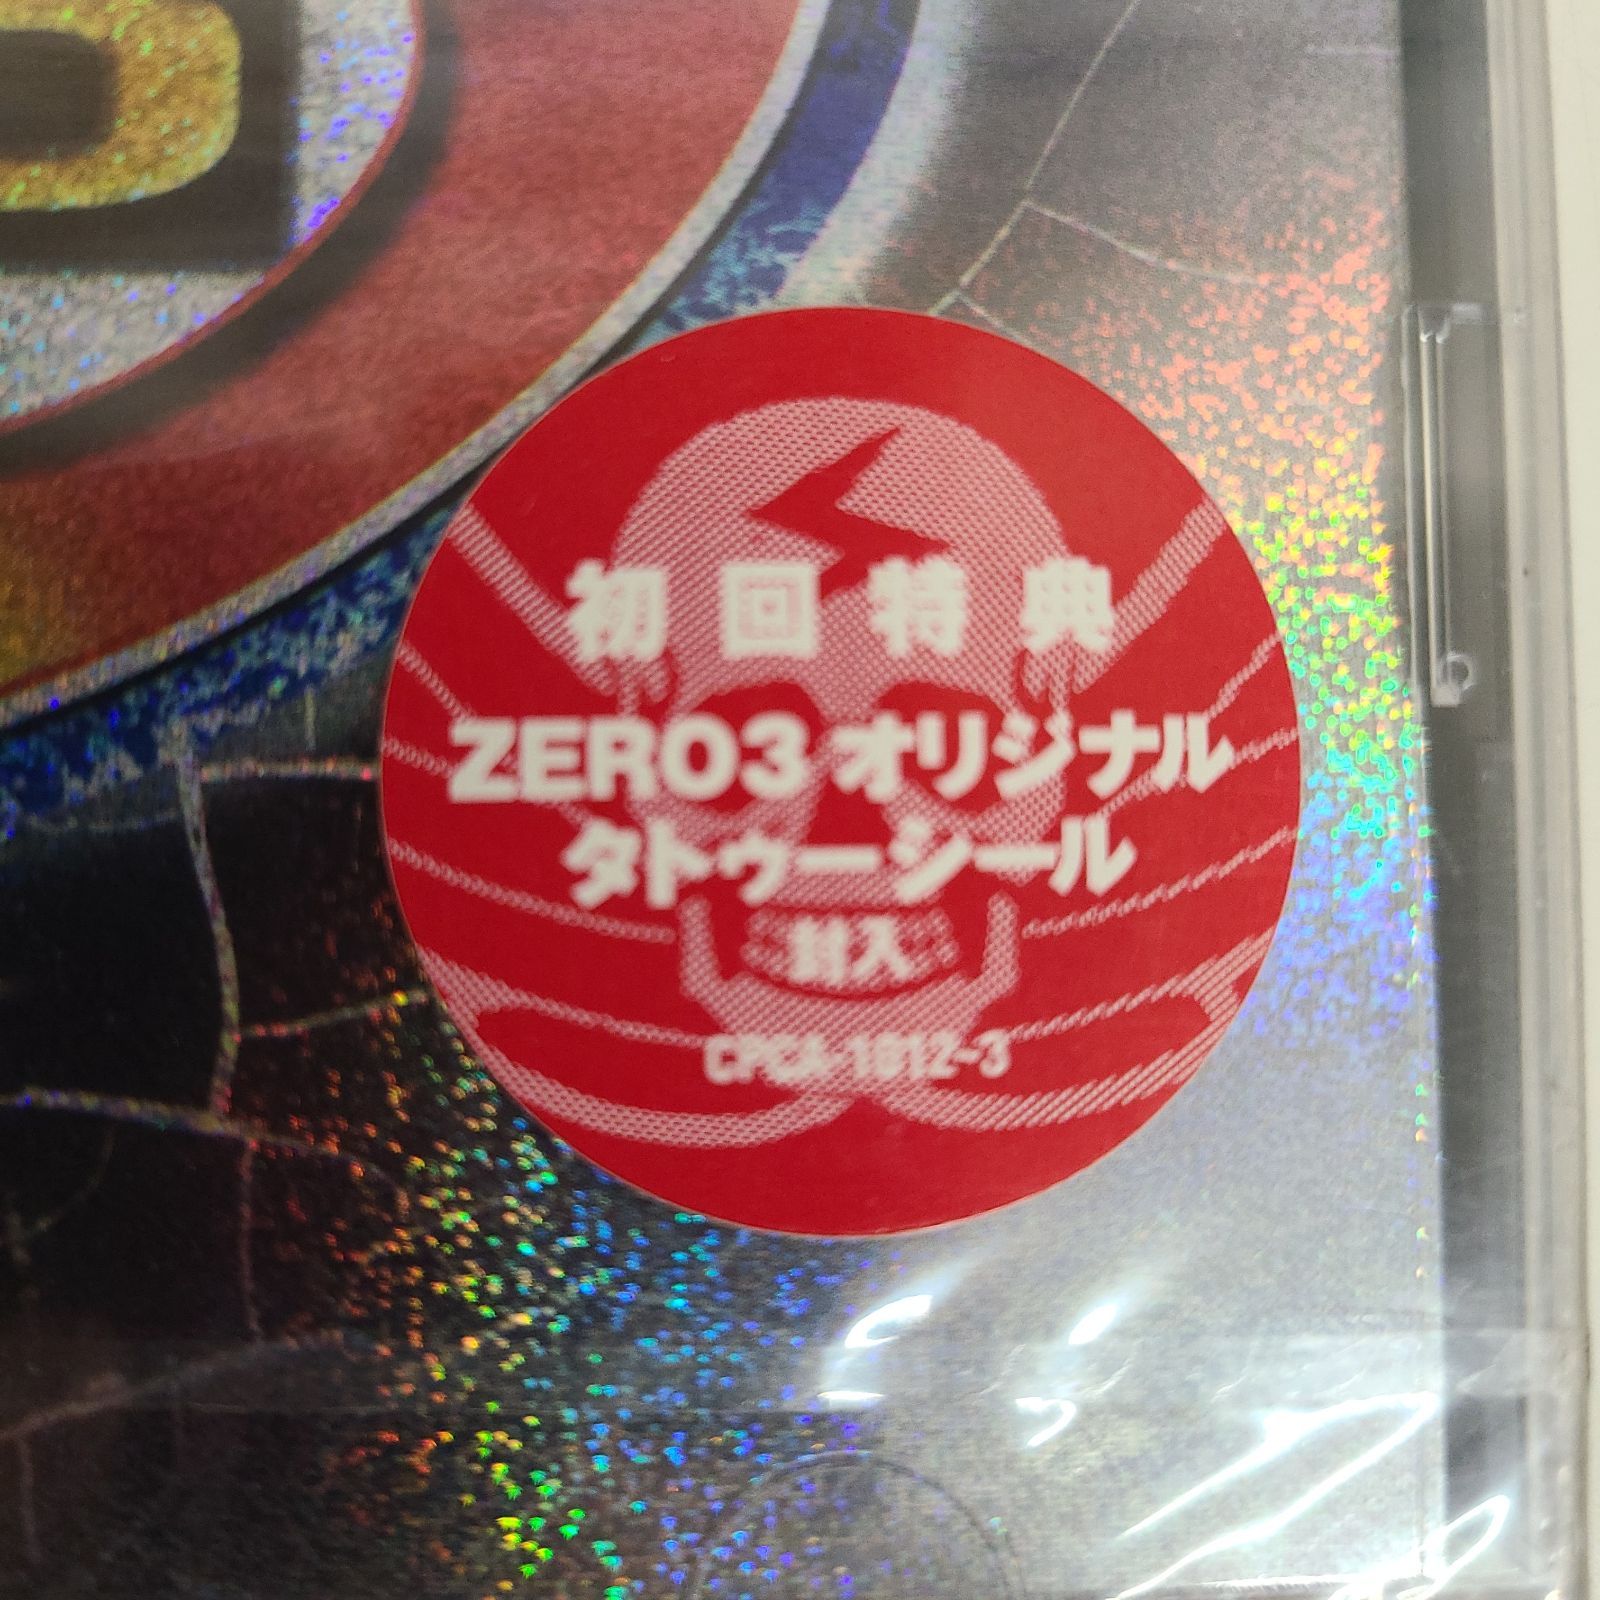 初回特典
ZERO3 オリジナル
タトゥーシール
封入
CPCA-1012~3